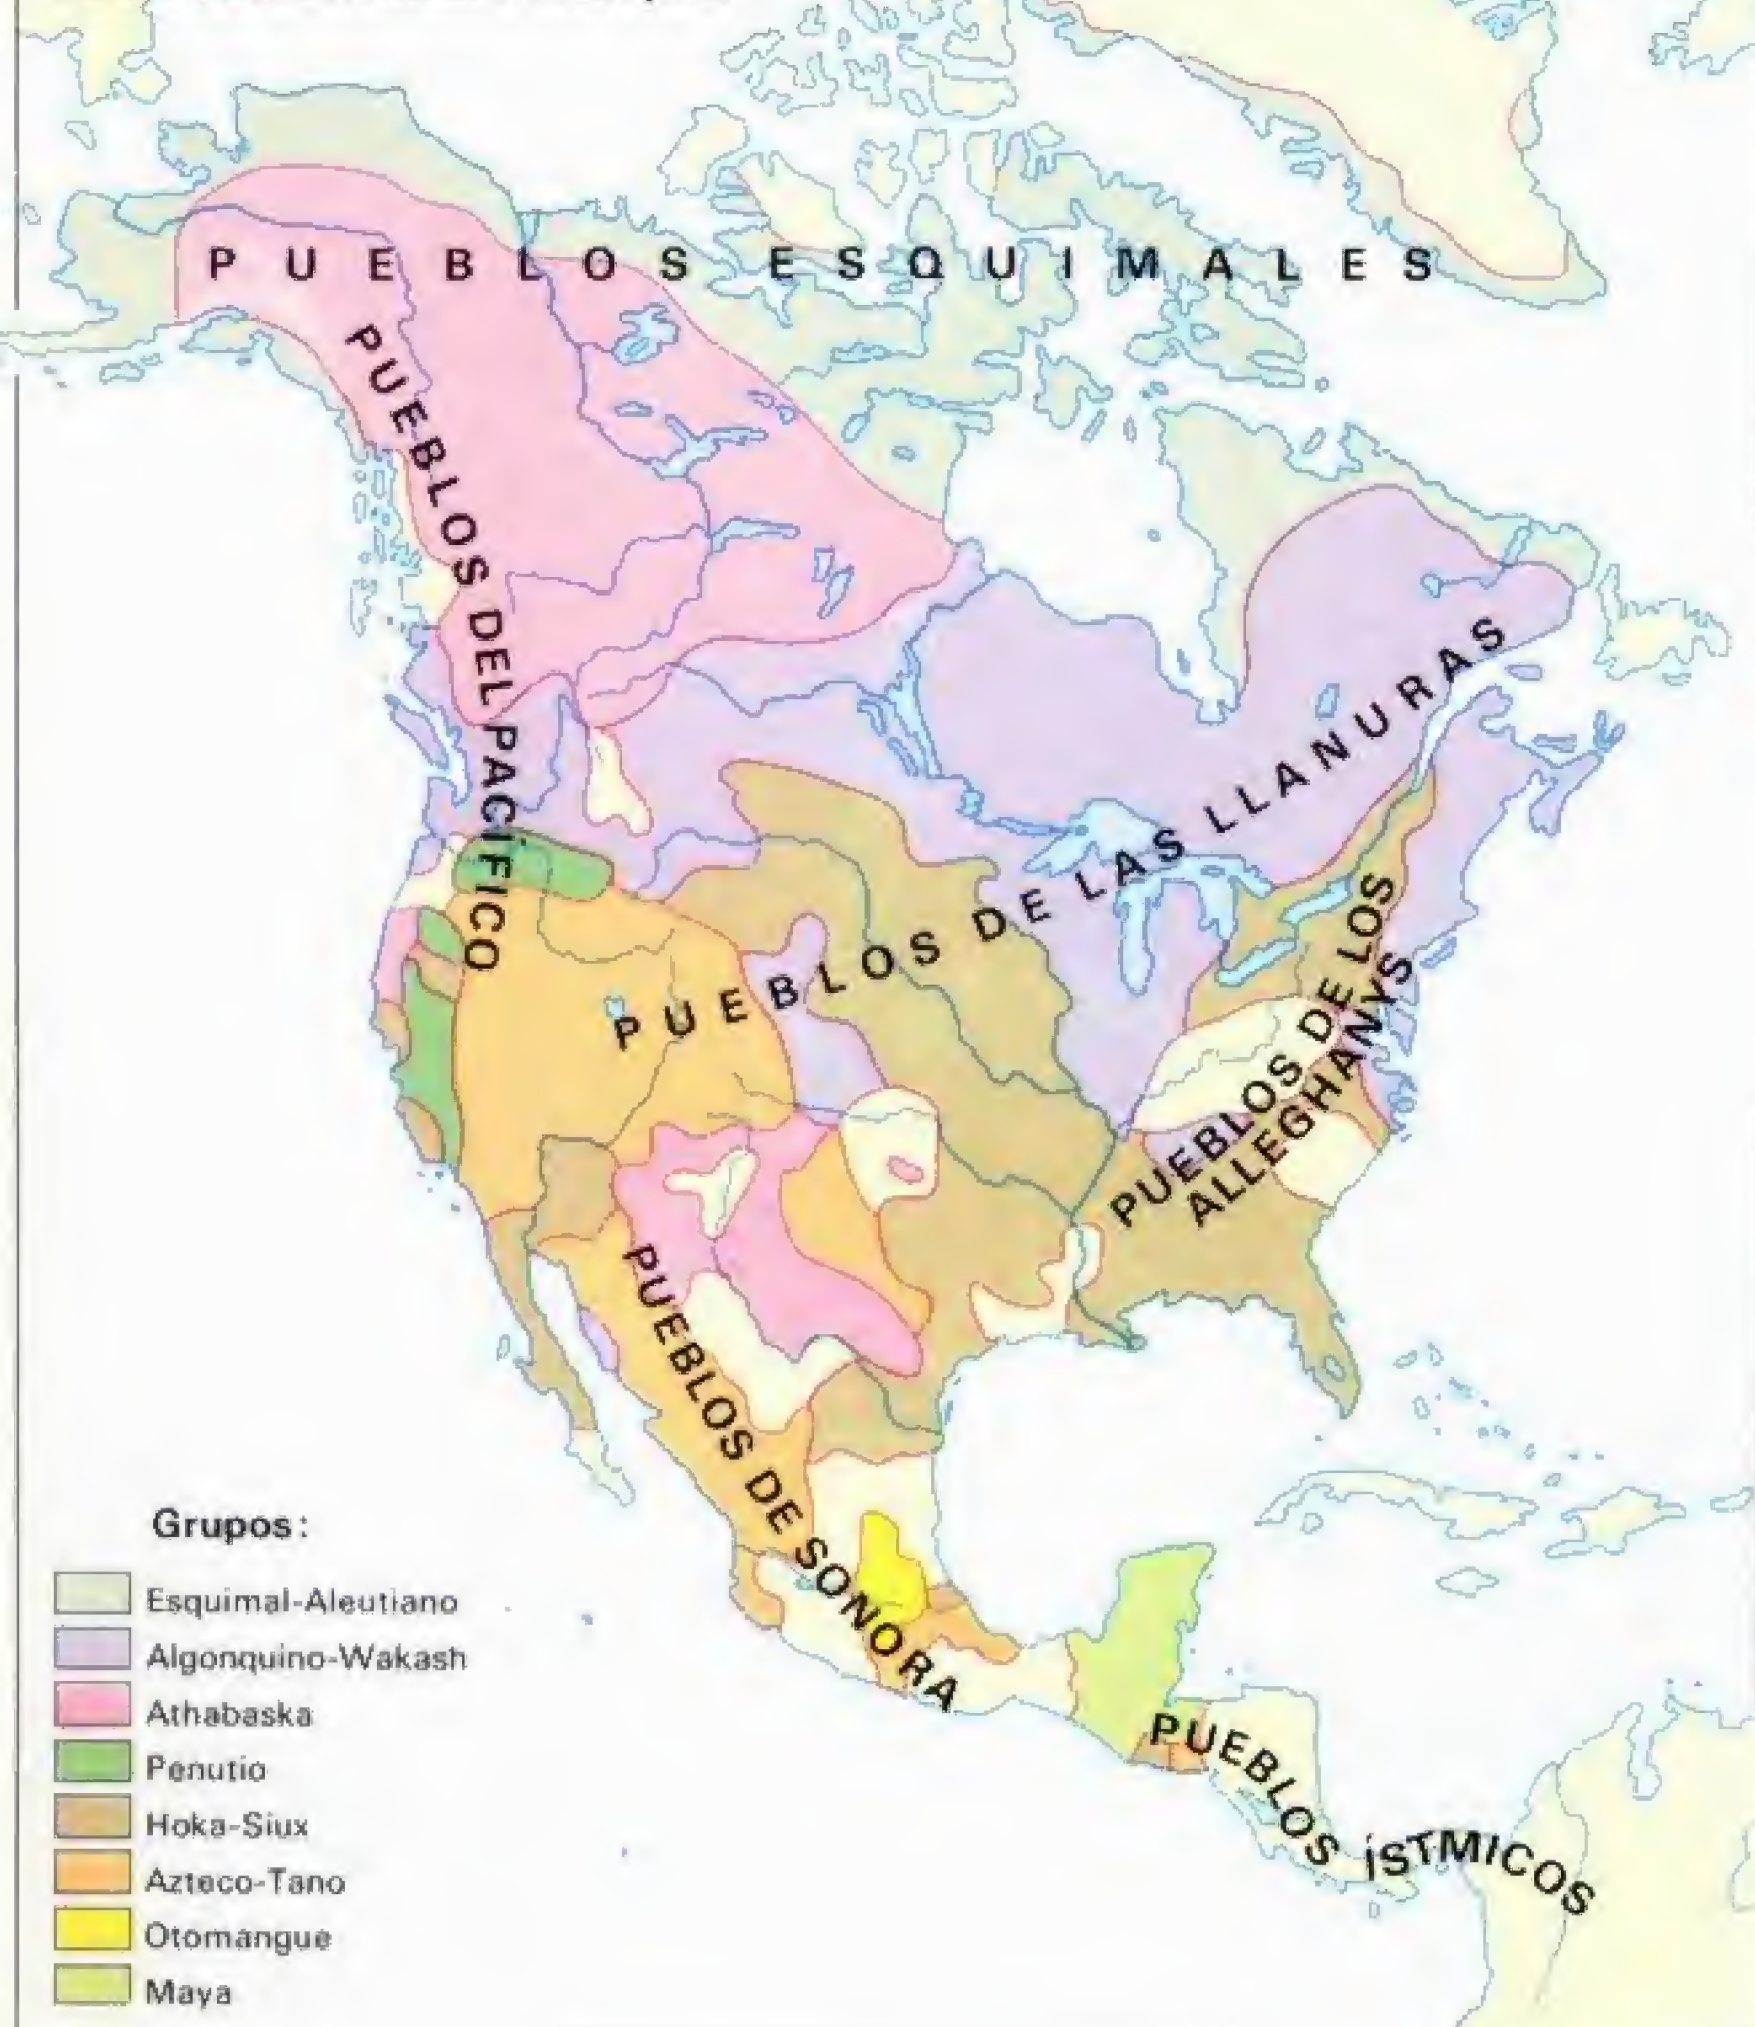 PUEBLOS ESQUIMALES
PUEBLOS DEL PACÍFICO
PUEBLOS DE LAS LLANURAS
PUEBLOS DE LOS
ALLEGHANYS
PUEBLOS DE SONORA
PUEBLOS ÍSTMICOS
Grupos:
Esquimal-Aleutiano
Algonquino-Wakash
Athabaska
Penutio
Hoka-Siux
Azteco-Tano
Otomangue
Maya